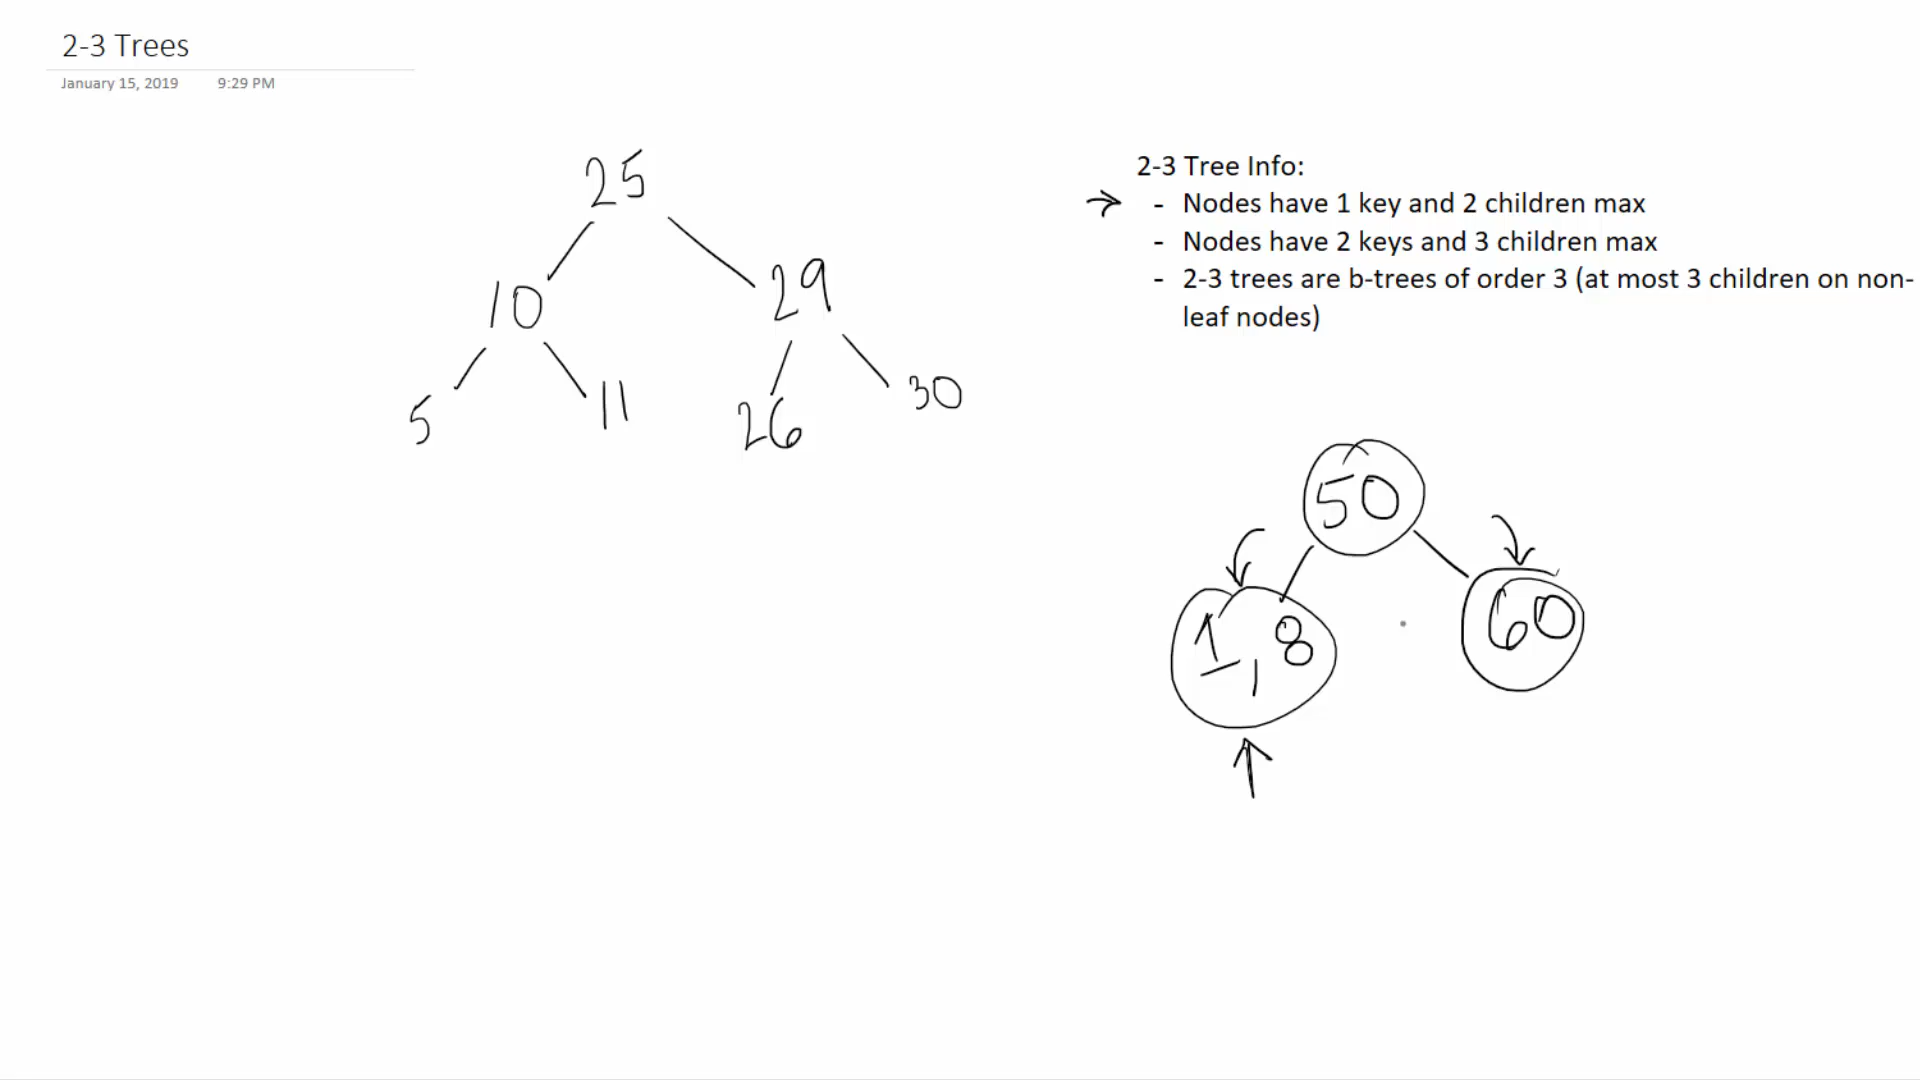 2-3 Trees
January 15, 2019 9:29 PM
25
10 29
5 11 26 30
2-3 Tree Info:
- Nodes have 1 key and 2 children max
- Nodes have 2 keys and 3 children max
- 2-3 trees are b-trees of order 3 (at most 3 children on non-
leaf nodes)
50
1, 8 60